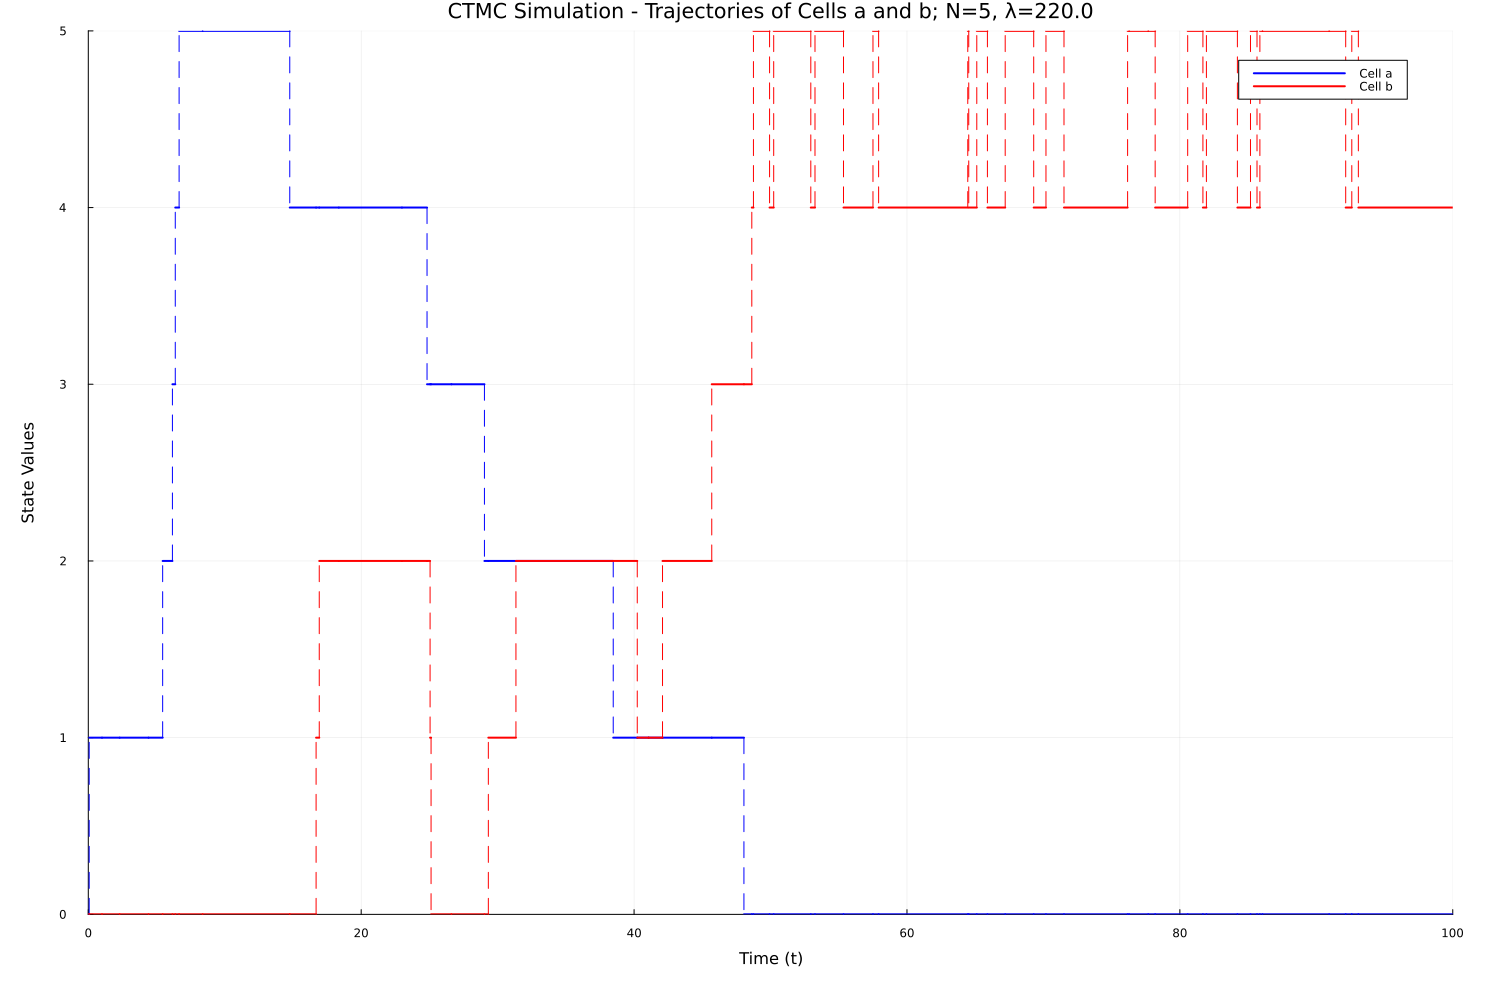 CTMC Simulation - Trajectories of Cells a and b; N=5, λ=220.0
5
Cell a
Cell b
4
3
State Values
2
1
0
0 20 40 60 80 100
Time (t)